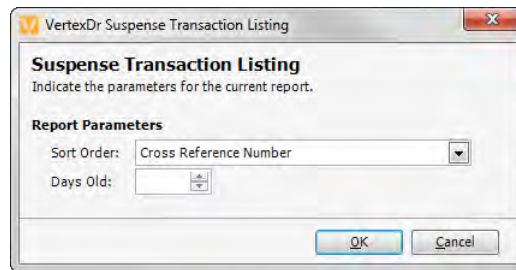 VertexDr Suspense Transaction Listing
Suspense Transaction Listing
Indicate the parameters for the current report.
Report Parameters
Sort Order: Cross Reference Number
Days Old:
OK Cancel